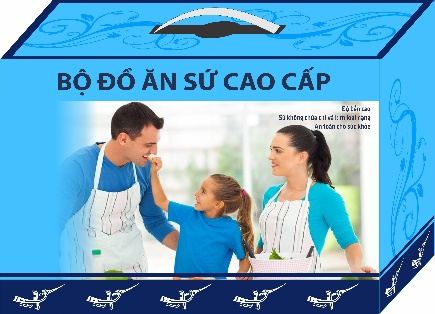 BỘ ĐỒ ĂN SỨ CAO CẤP
Độ bền cao
Sứ không chứa chì và kim loại nặng
An toàn cho sức khỏe